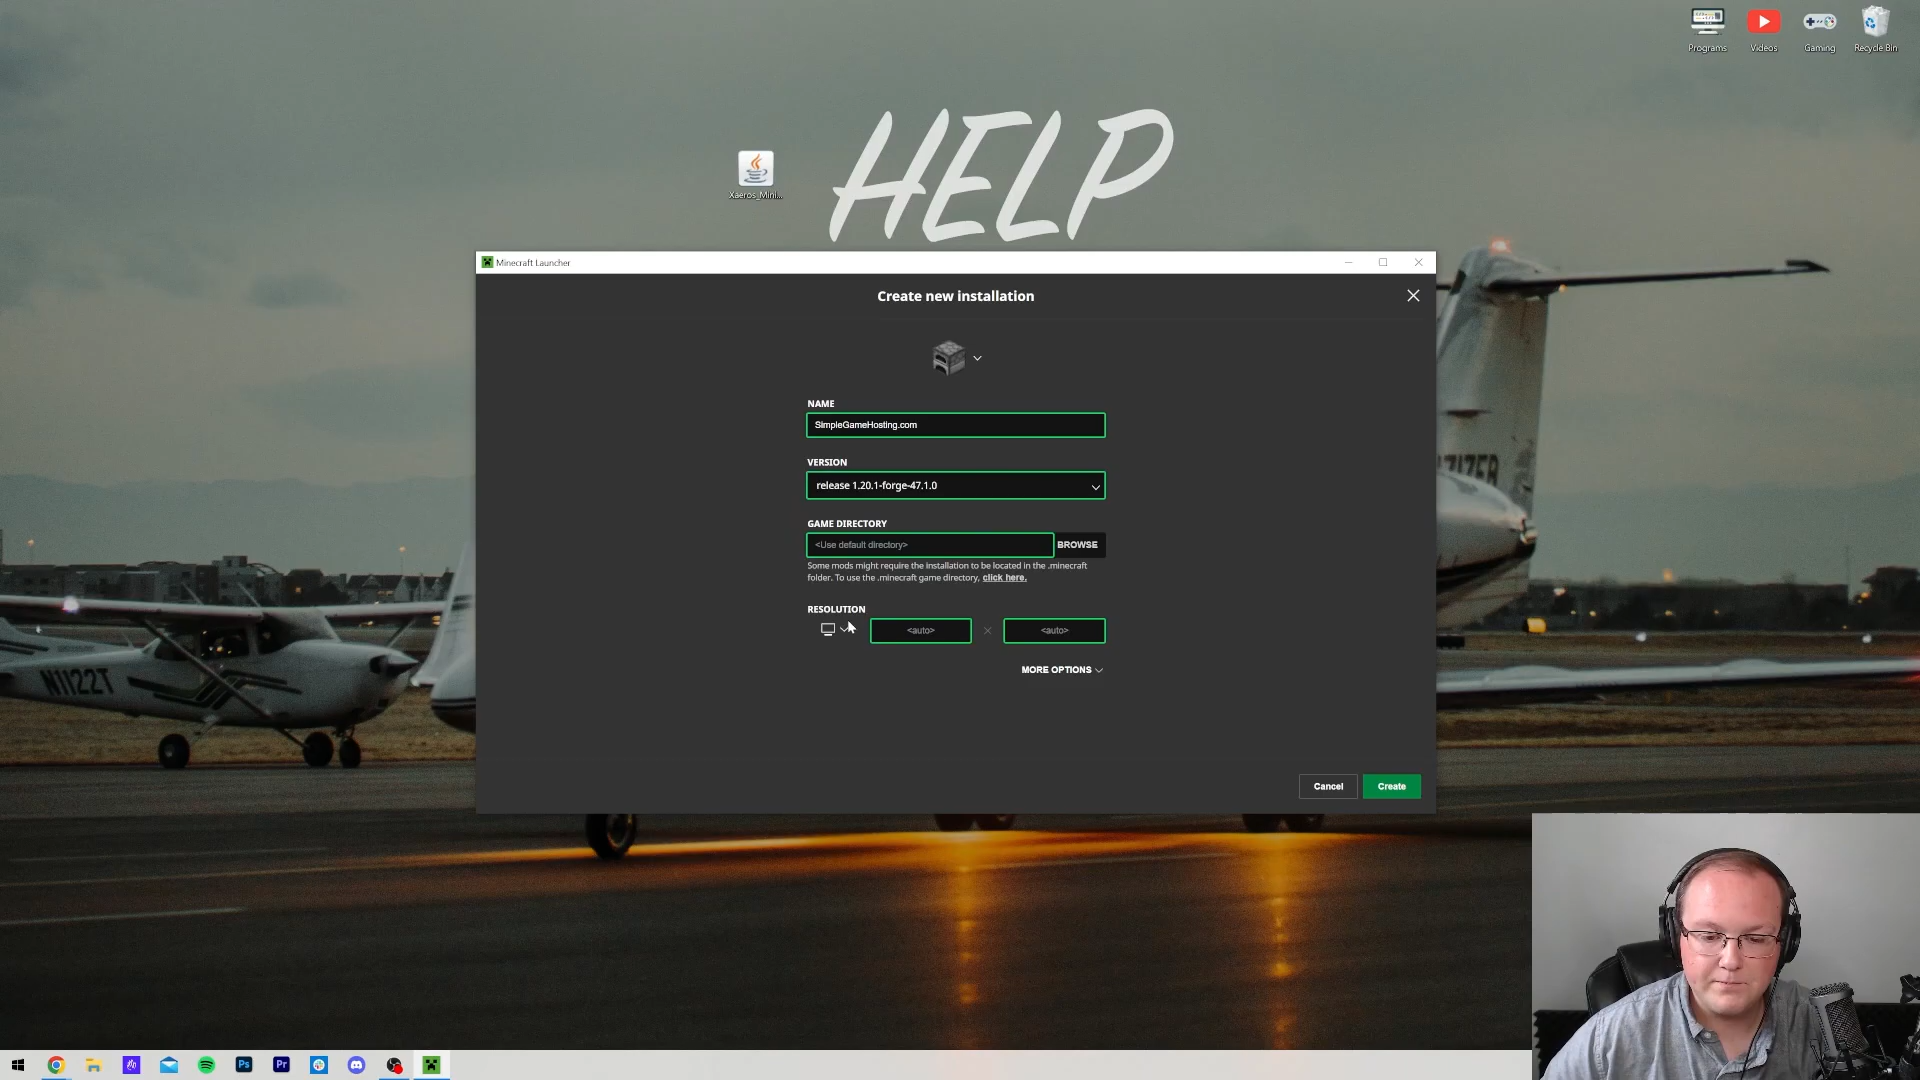 Programs
Videos
Gaming
Recycle Bin
HELP
Xaeros_Mini...
Minecraft Launcher
Create new installation
NAME
SimpleGameHosting.com
VERSION
release 1.20.1-forge-47.1.0
GAME DIRECTORY
<Use default directory>
BROWSE
Some mods might require the installation to be located in the .minecraft
folder. To use the .minecraft game directory, click here.
RESOLUTION
<auto>
<auto>
MORE OPTIONS
Cancel
Create
N1122T
Ps
Pr